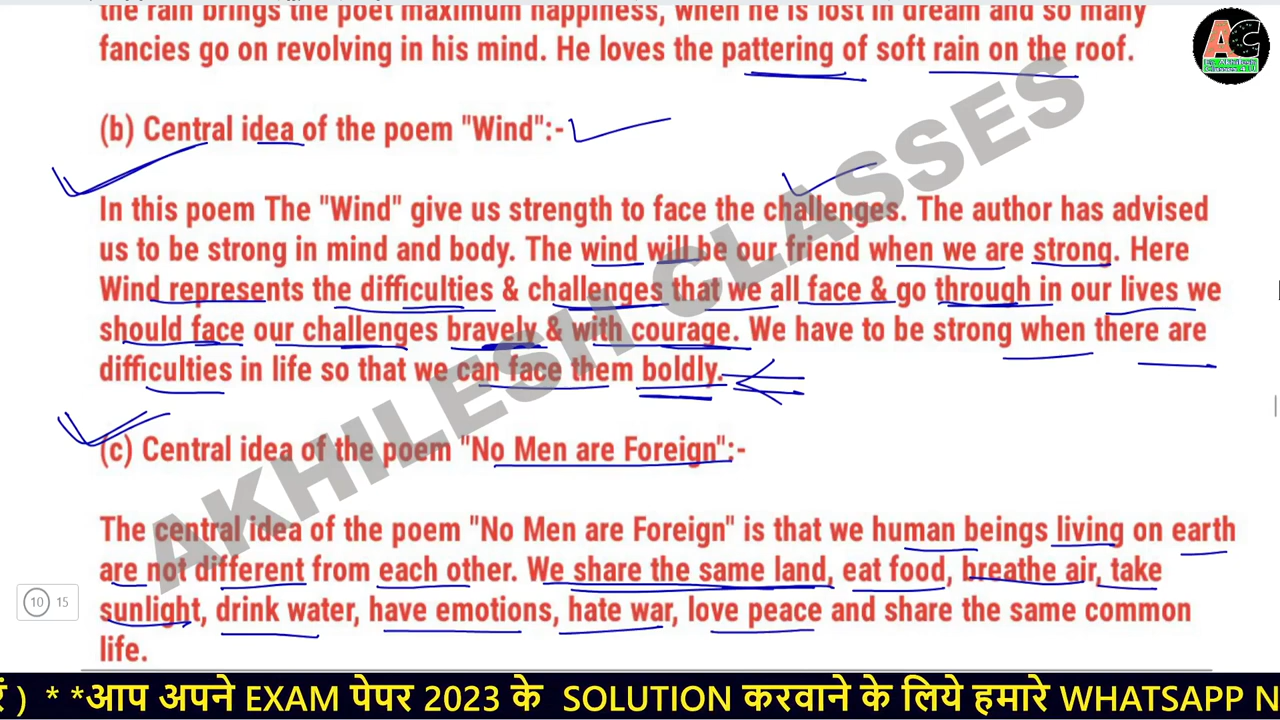 the rain brings the poet maximum happiness, when he is lost in dream and so many
fancies go on revolving in his mind. He loves the pattering of soft rain on the roof.
(b) Central idea of the poem "Wind":-
In this poem The "Wind" give us strength to face the challenges. The author has advised
us to be strong in mind and body. The wind will be our friend when we are strong. Here
Wind represents the difficulties & challenges that we all face & go through in our lives we
should face our challenges bravely & with courage. We have to be strong when there are
difficulties in life so that we can face them boldly.
(c) Central idea of the poem "No Men are Foreign":-
The central idea of the poem "No Men are Foreign" is that we human beings living on earth
are not different from each other. We share the same land, eat food, breathe air, take
sunlight, drink water, have emotions, hate war, love peace and share the same common
life.
AKHILESH CLASSES
AC
10 15
) * *आप अपने EXAM पेपर 2023 के SOLUTION करवाने के लिये हमारे WHATSAPP N